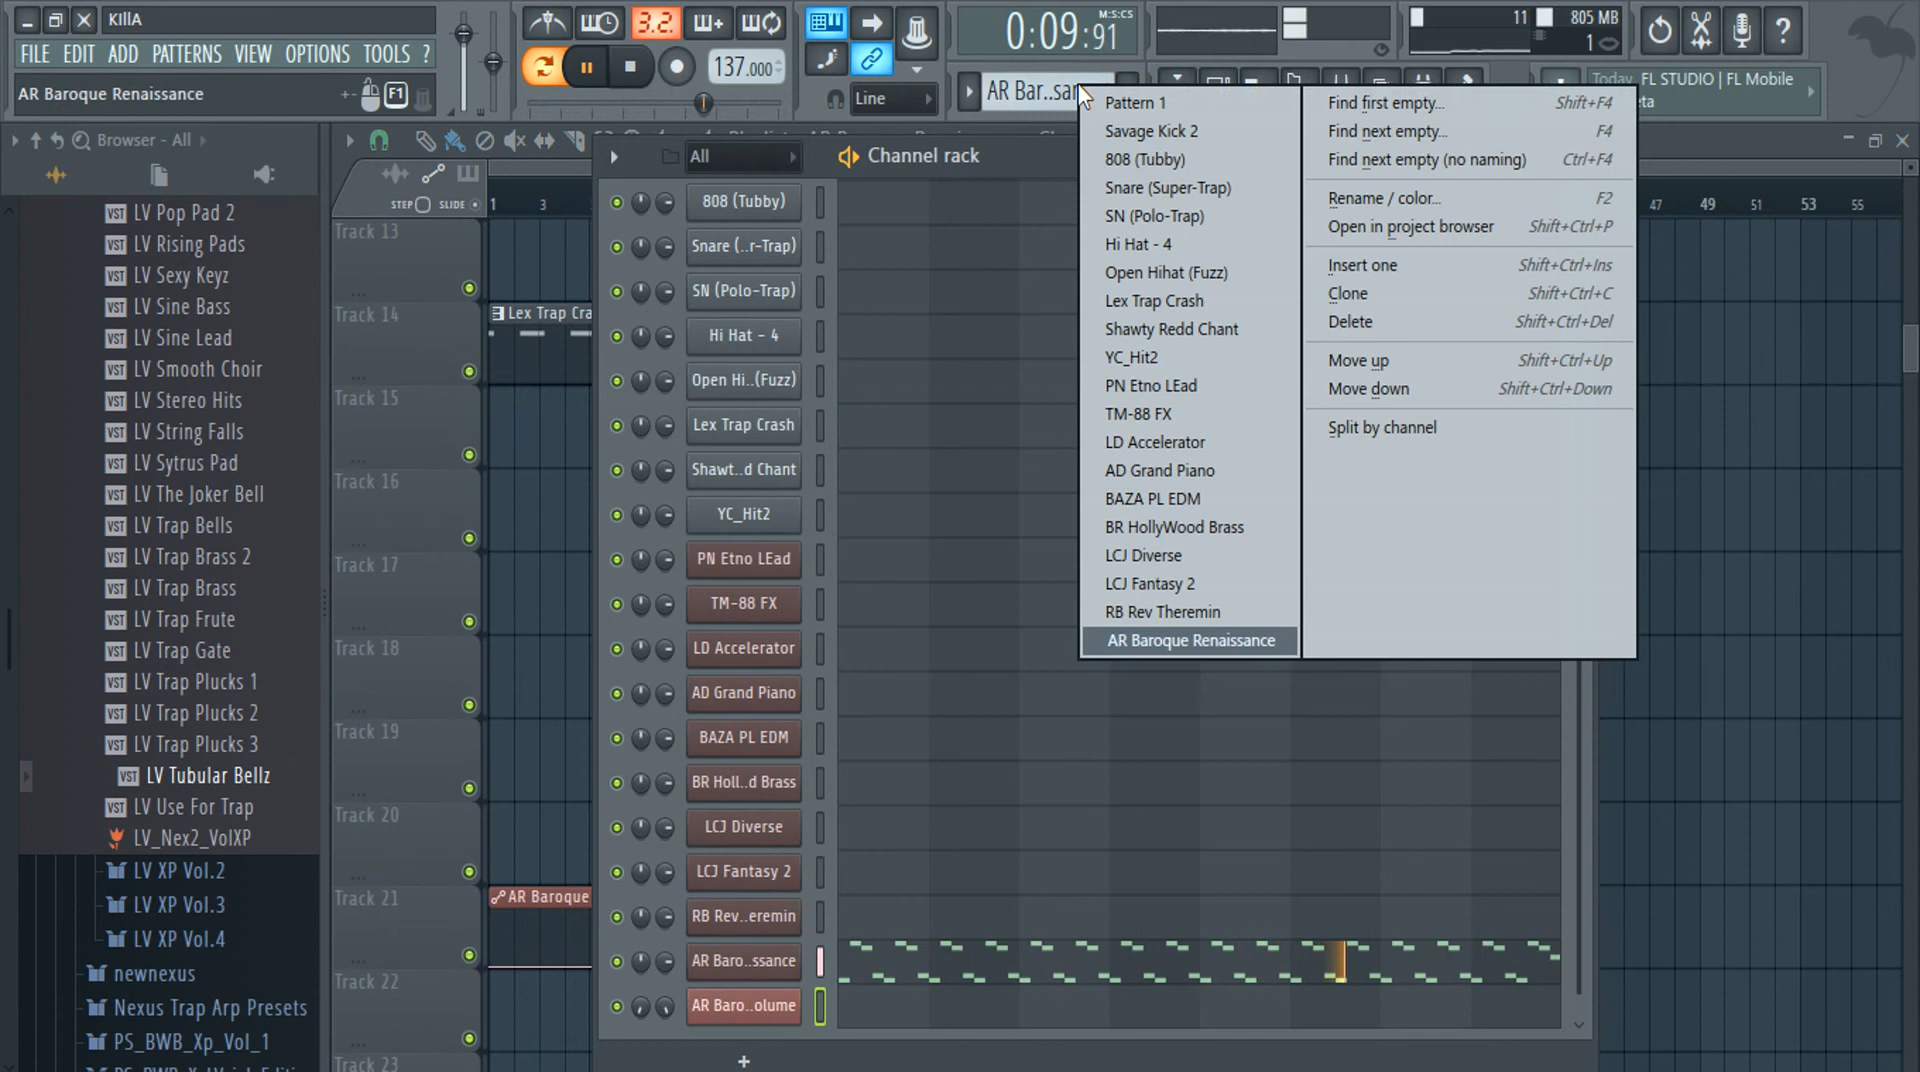 KIllA
FILE EDIT ADD PATTERNS VIEW OPTIONS TOOLS ?
AR Baroque Renaissance
F1
3.2
137.000
Line
0:09:91
M:S:CS
AR Bar..san
11
805 MB
1
Today FL STUDIO | FL Mobile
eta
Browser - All
LV Pop Pad 2
LV Rising Pads
LV Sexy Keyz
LV Sine Bass
LV Sine Lead
LV Smooth Choir
LV Stereo Hits
LV String Falls
LV Sytrus Pad
LV The Joker Bell
LV Trap Bells
LV Trap Brass 2
LV Trap Brass
LV Trap Frute
LV Trap Gate
LV Trap Plucks 1
LV Trap Plucks 2
LV Trap Plucks 3
LV Tubular Bellz
LV Use For Trap
LV_Nex2_VolXP
LV XP Vol.2
LV XP Vol.3
LV XP Vol.4
newnexus
Nexus Trap Arp Presets
PS_BWB_Xp_Vol_1
STEP SLIDE
1 3
Track 13
Track 14
Track 15
Track 16
Track 17
Track 18
Track 19
Track 20
Track 21
Track 22
Track 23
Lex Trap Cra
AR Baroque
All
Channel rack
808 (Tubby)
Snare (..r-Trap)
SN (Polo-Trap)
Hi Hat - 4
Open Hi..(Fuzz)
Lex Trap Crash
Shawt..d Chant
YC_Hit2
PN Etno LEad
TM-88 FX
LD Accelerator
AD Grand Piano
BAZA PL EDM
BR Holl..d Brass
LCJ Diverse
LCJ Fantasy 2
RB Rev..eremin
AR Baro..ssance
AR Baro..olume
+
Pattern 1
Savage Kick 2
808 (Tubby)
Snare (Super-Trap)
SN (Polo-Trap)
Hi Hat - 4
Open Hihat (Fuzz)
Lex Trap Crash
Shawty Redd Chant
YC_Hit2
PN Etno LEad
TM-88 FX
LD Accelerator
AD Grand Piano
BAZA PL EDM
BR HollyWood Brass
LCJ Diverse
LCJ Fantasy 2
RB Rev Theremin
AR Baroque Renaissance
Find first empty... Shift+F4
Find next empty... F4
Find next empty (no naming) Ctrl+F4
Rename / color... F2
Open in project browser Shift+Ctrl+P
Insert one Shift+Ctrl+Ins
Clone Shift+Ctrl+C
Delete Shift+Ctrl+Del
Move up Shift+Ctrl+Up
Move down Shift+Ctrl+Down
Split by channel
47 49 51 53 55